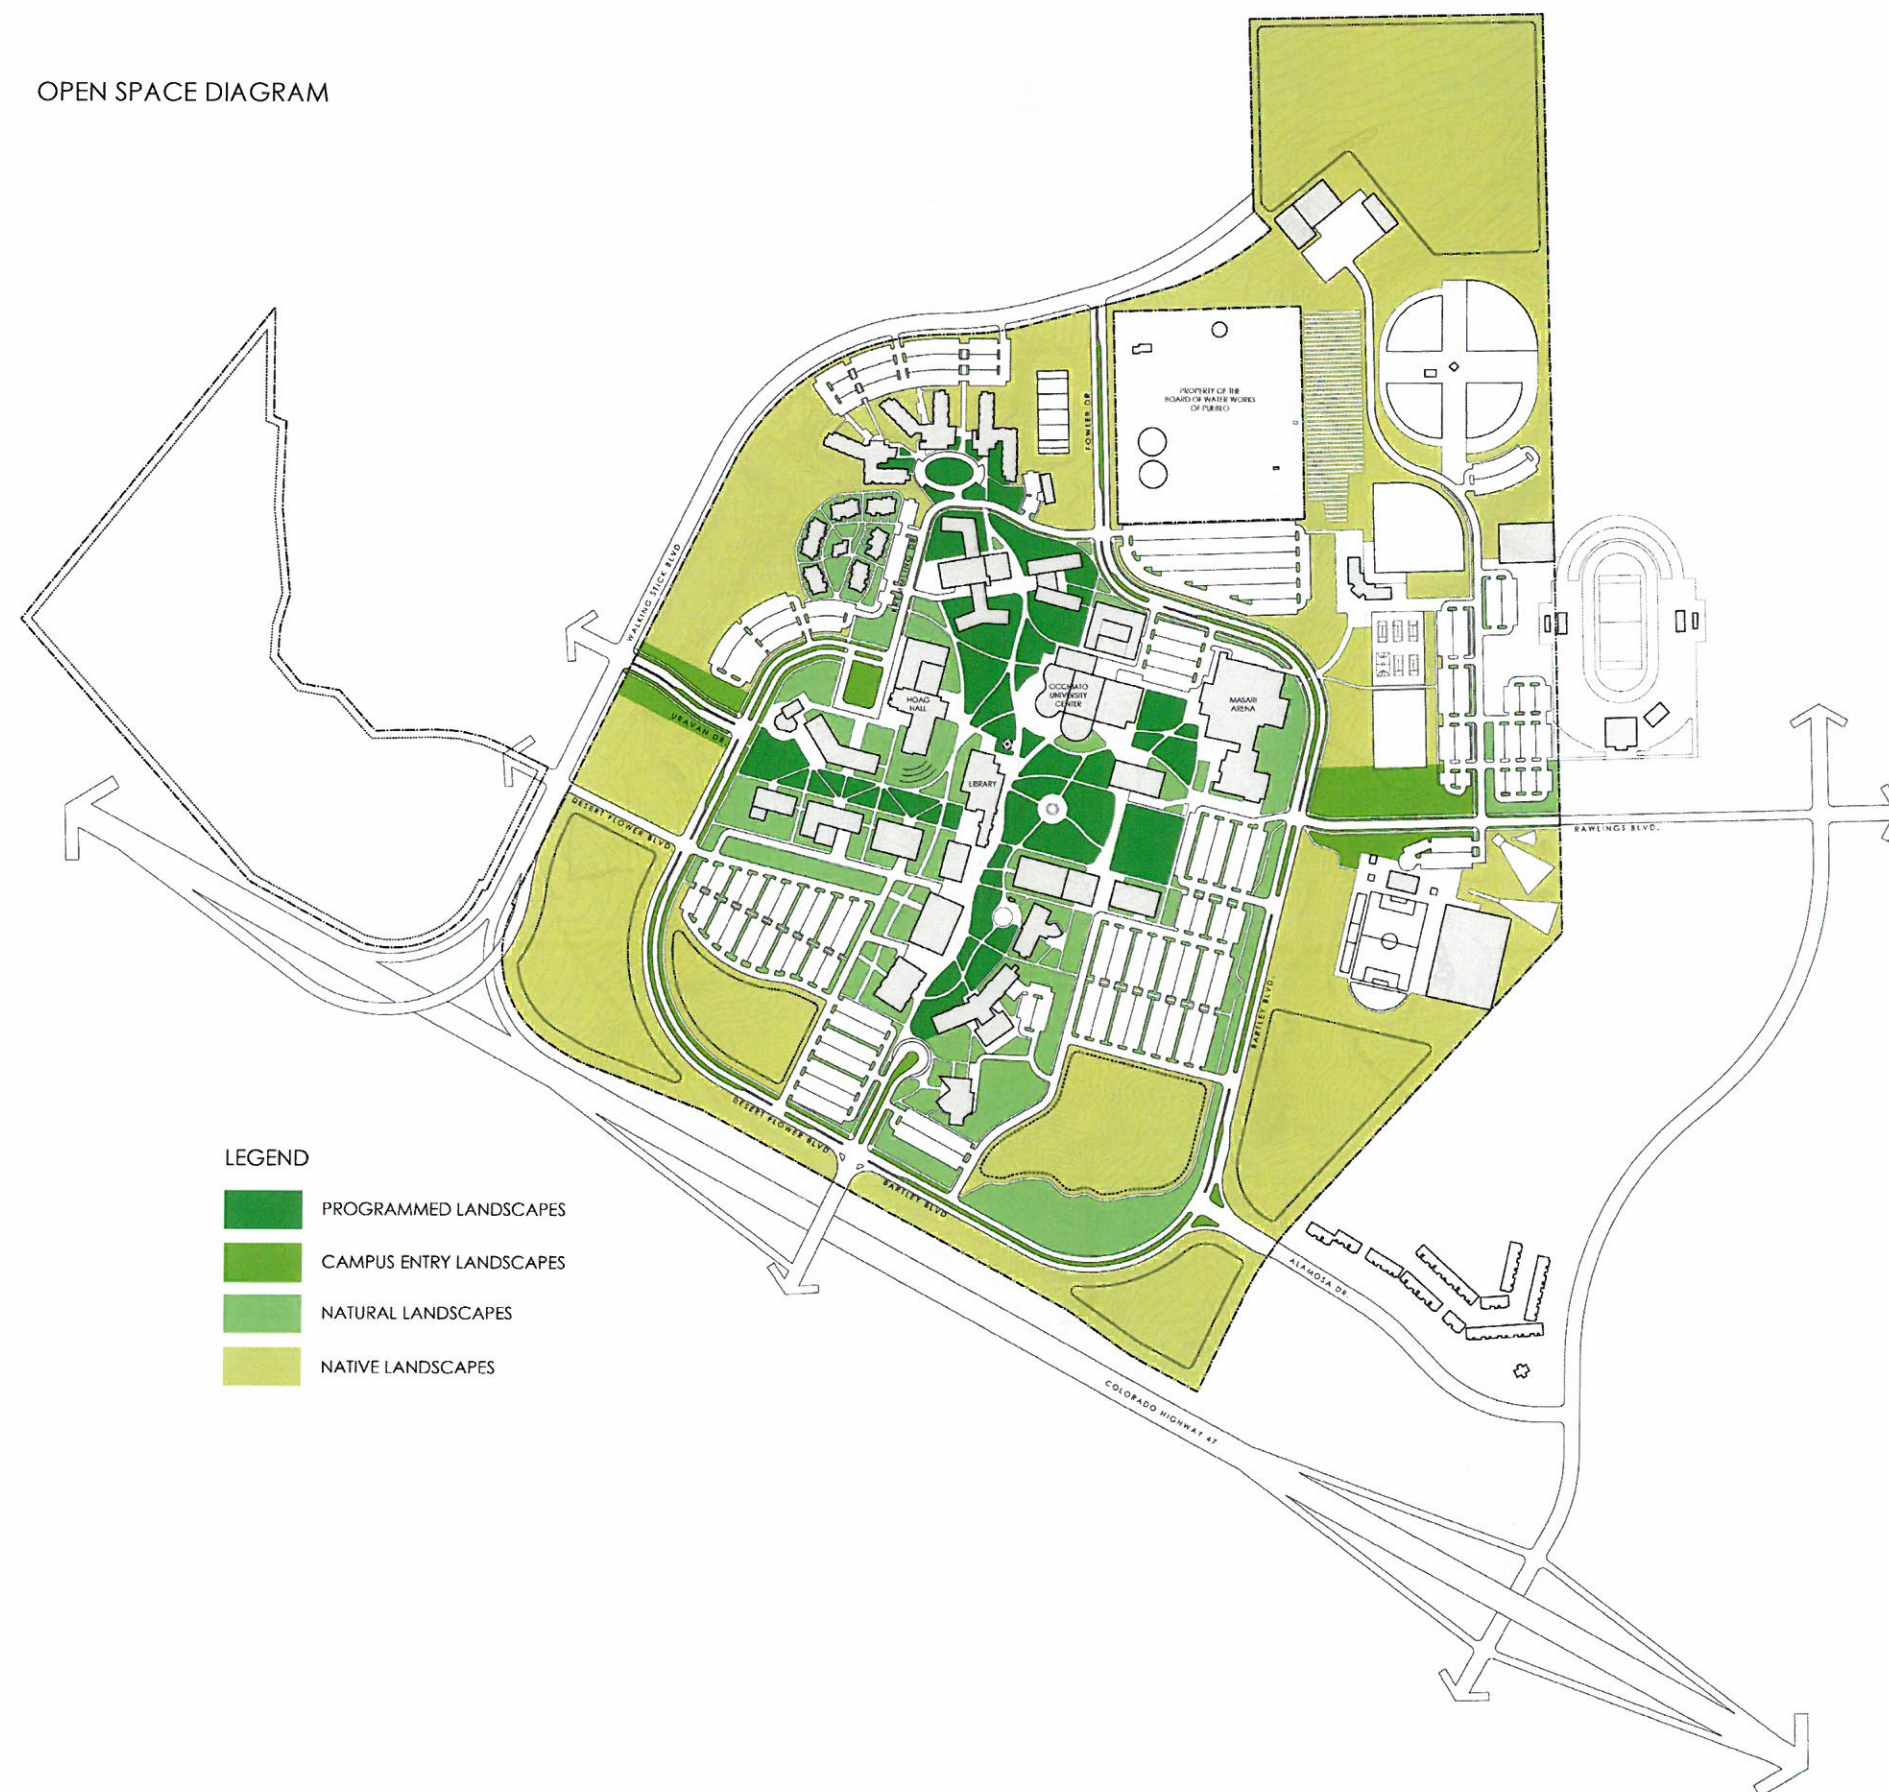 OPEN SPACE DIAGRAM
PROPERTY OF THE
BOARD OF WATER WORKS
OF PUEBLO
FOWLER DR.
WALKING STICK BLVD
URAVAN DR.
DESERT FLOWER BLVD.
HOAG
HALL
OCCHIATO
UNIVERSITY
CENTER
MASARI
ARENA
LIBRARY
RAWLINGS BLVD.
BARTLEY BLVD.
DESERT FLOWER BLVD.
BARTLEY BLVD.
ALAMOSA DR.
COLORADO HIGHWAY 47
LEGEND
PROGRAMMED LANDSCAPES
CAMPUS ENTRY LANDSCAPES
NATURAL LANDSCAPES
NATIVE LANDSCAPES